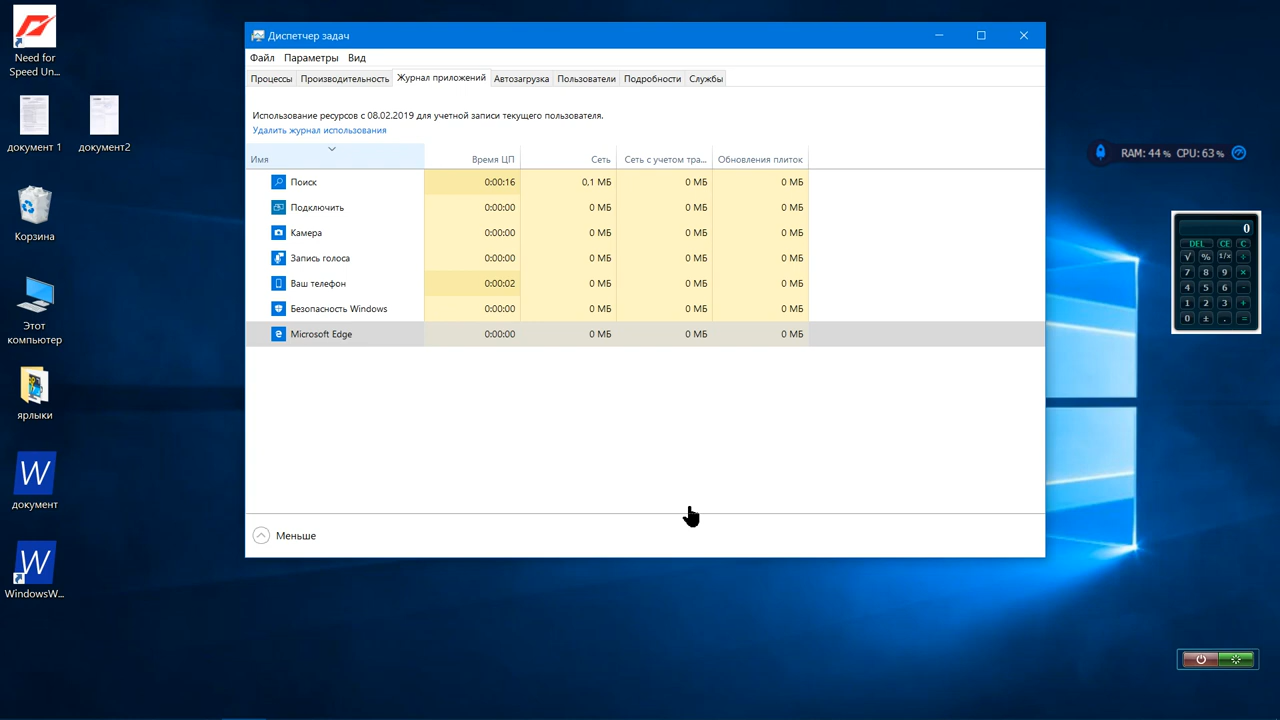 Need for
Speed Un...
документ 1
документ2
Корзина
Этот
компьютер
ярлыки
W
документ
W
WindowsW...
Диспетчер задач
Файл Параметры Вид
Процессы Производительность Журнал приложений Автозагрузка Пользователи Подробности Службы
Использование ресурсов с 08.02.2019 для учетной записи текущего пользователя.
Удалить журнал использования
Имя Время ЦП Сеть Сеть с учетом тра... Обновления плиток
Поиск 0:00:16 0,1 МБ 0 МБ 0 МБ
Подключить 0:00:00 0 МБ 0 МБ 0 МБ
Камера 0:00:00 0 МБ 0 МБ 0 МБ
Запись голоса 0:00:00 0 МБ 0 МБ 0 МБ
Ваш телефон 0:00:02 0 МБ 0 МБ 0 МБ
Безопасность Windows 0:00:00 0 МБ 0 МБ 0 МБ
Microsoft Edge 0:00:00 0 МБ 0 МБ 0 МБ
Меньше
RAM: 44 % CPU: 63 %
0
DEL CE C
√ % 1/x ÷
7 8 9 ×
4 5 6 -
1 2 3 +
0 ± . =